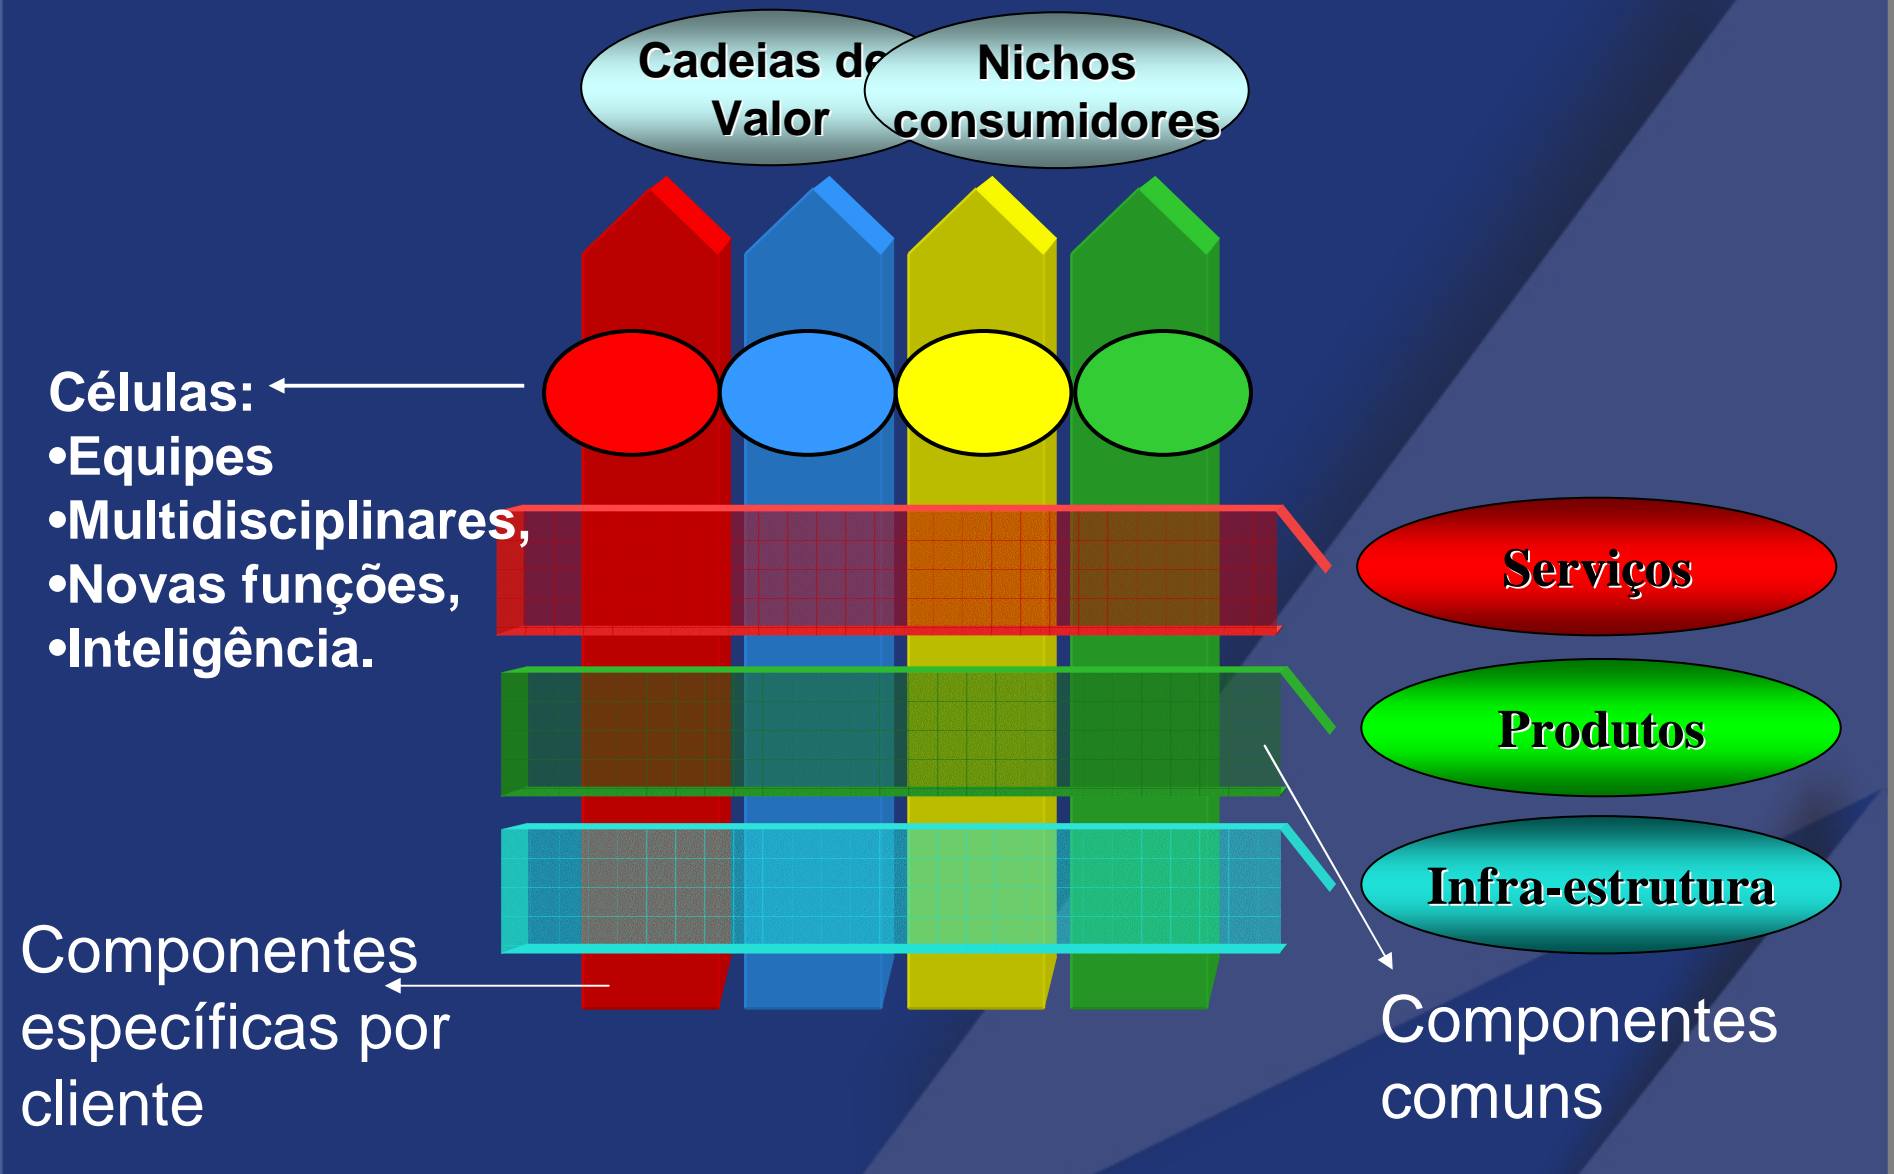 Cadeias de
Valor
Nichos
consumidores
Células:
•Equipes
•Multidisciplinares,
•Novas funções,
•Inteligência.
Serviços
Produtos
Infra-estrutura
Componentes
específicas por
cliente
Componentes
comuns